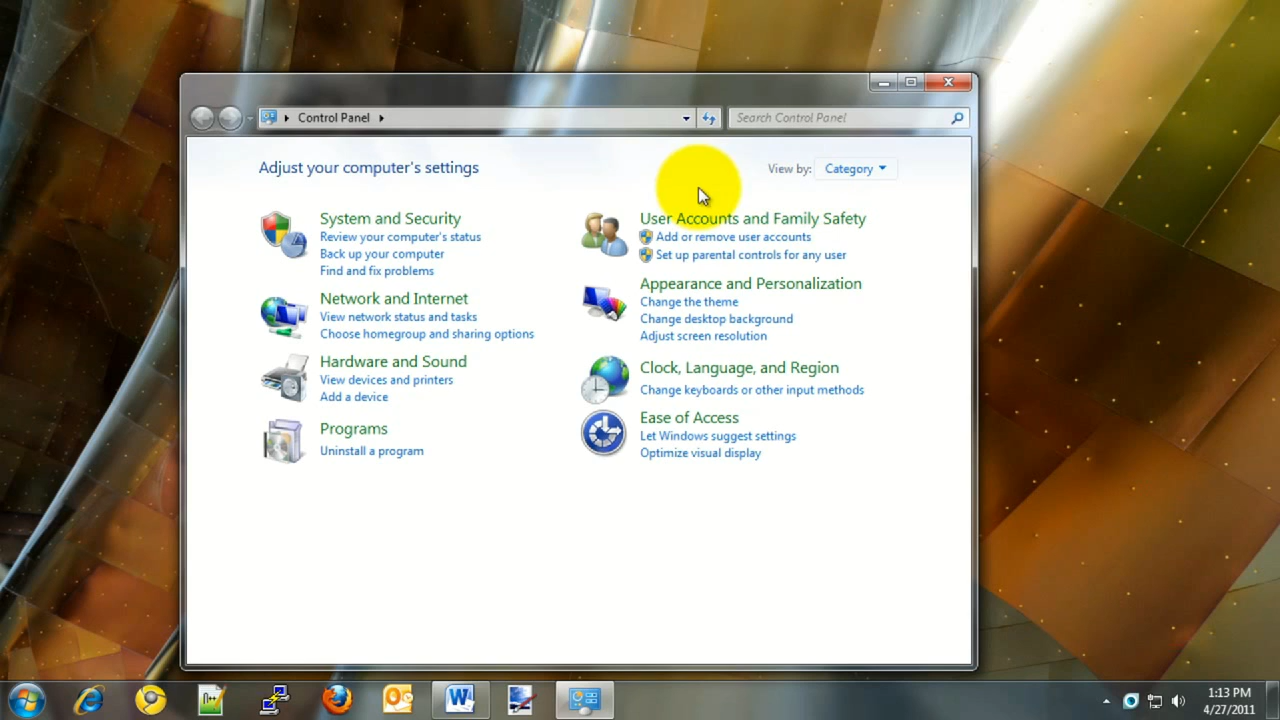 Control Panel
Search Control Panel
Adjust your computer's settings
View by: Category
System and Security
Review your computer's status
Back up your computer
Find and fix problems
Network and Internet
View network status and tasks
Choose homegroup and sharing options
Hardware and Sound
View devices and printers
Add a device
Programs
Uninstall a program
User Accounts and Family Safety
Add or remove user accounts
Set up parental controls for any user
Appearance and Personalization
Change the theme
Change desktop background
Adjust screen resolution
Clock, Language, and Region
Change keyboards or other input methods
Ease of Access
Let Windows suggest settings
Optimize visual display
1:13 PM
4/27/2011